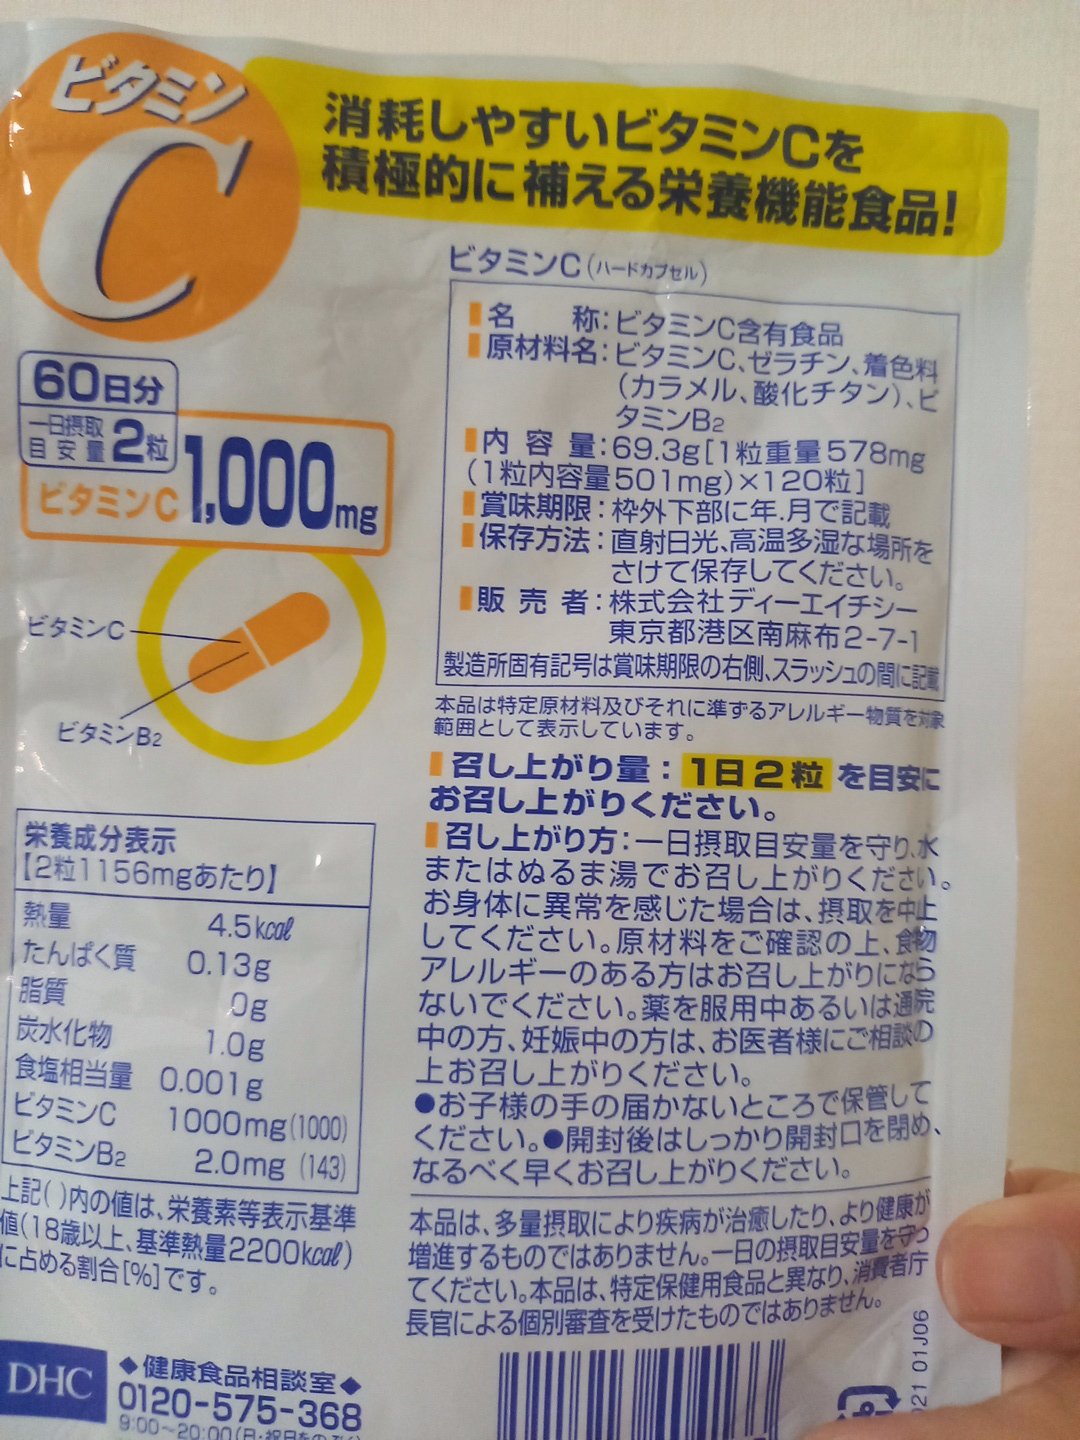 ビタミン
C
消耗しやすいビタミンCを
積極的に補える栄養機能食品!
60日分
一日摂取
目安量2粒
ビタミンC 1,000mg
ビタミンC
ビタミンB2
ビタミンC(ハードカプセル)
名 称:ビタミンC含有食品
原材料名:ビタミンC、ゼラチン、着色料
(カラメル、酸化チタン)、ビ
タミンB2
内容量:69.3g[1粒重量578mg
(1粒内容量501mg)×120粒]
賞味期限:枠外下部に年.月で記載
保存方法:直射日光、高温多湿な場所を
さけて保存してください。
販売者:株式会社ディーエイチシー
東京都港区南麻布2-7-1
製造所固有記号は賞味期限の右側、スラッシュの間に記載
本品は特定原材料及びそれに準ずるアレルギー物質を対象
範囲として表示しています。
召し上がり量:1日2粒を目安に
お召し上がりください。
召し上がり方:一日摂取目安量を守り、水
またはぬるま湯でお召し上がりください。
お身体に異常を感じた場合は、摂取を中止
してください。原材料をご確認の上、食物
アレルギーのある方はお召し上がりになら
ないでください。薬を服用中あるいは通院
中の方、妊娠中の方は、お医者様にご相談の
上お召し上がりください。
●お子様の手の届かないところで保管して
ください。●開封後はしっかり開封口を閉め、
なるべく早くお召し上がりください。
本品は、多量摂取により疾病が治癒したり、より健康が
増進するものではありません。一日の摂取目安量を守っ
てください。本品は、特定保健用食品と異なり、消費者庁
長官による個別審査を受けたものではありません。
栄養成分表示
【2粒1156mgあたり】
熱量 4.5kcal
たんぱく質 0.13g
脂質 0g
炭水化物 1.0g
食塩相当量 0.001g
ビタミンC 1000mg(1000)
ビタミンB2 2.0mg (143)
上記( )内の値は、栄養素等表示基準
値(18歳以上、基準熱量2200kcal)
に占める割合[%]です。
DHC
◆健康食品相談室◆
0120-575-368
9:00～20:00
021 01J06